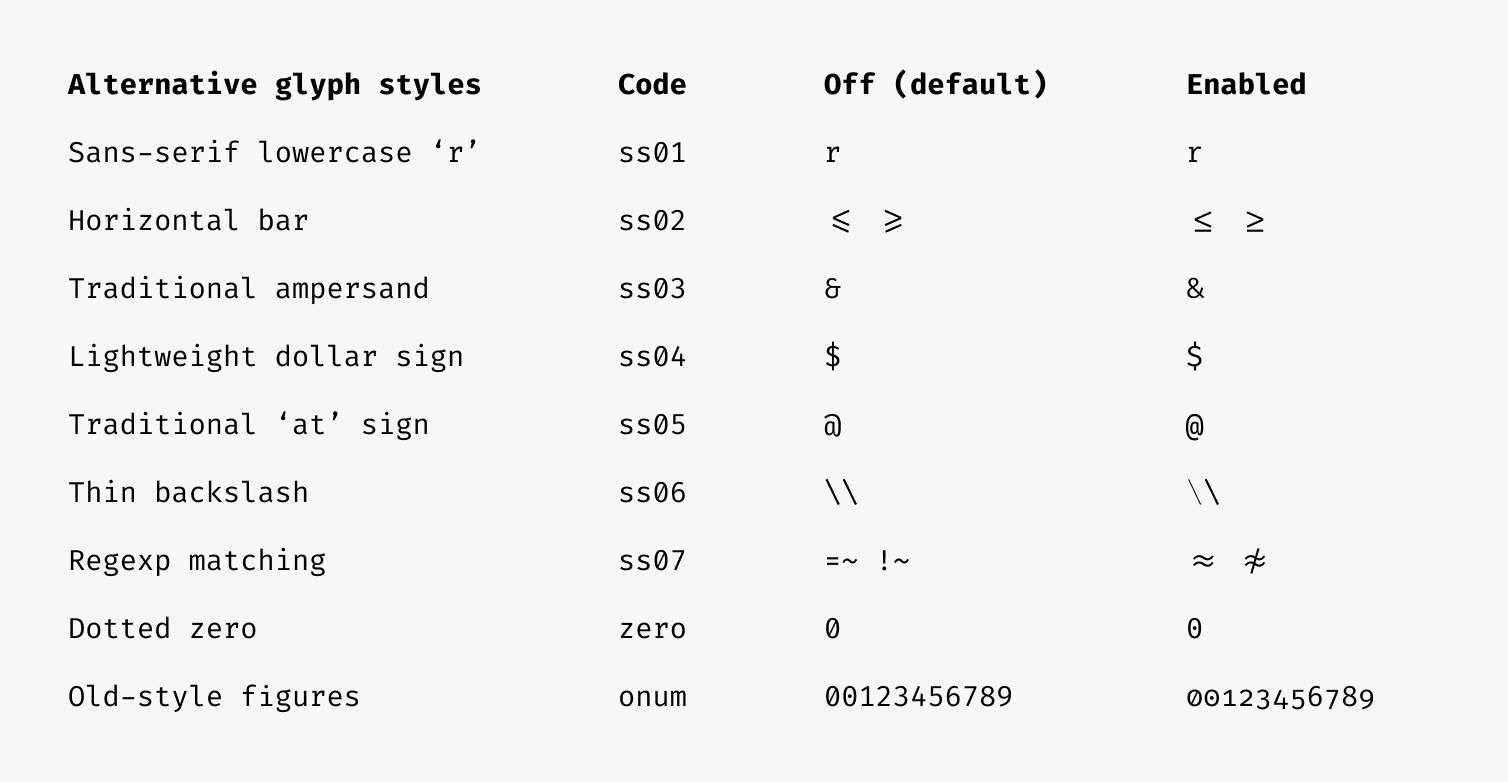 Alternative glyph styles Code Off (default) Enabled
Sans-serif lowercase ‘r’ ss01 r r
Horizontal bar ss02 ⩽ ⩾ ≤ ≥
Traditional ampersand ss03 & &
Lightweight dollar sign ss04 $ $
Traditional ‘at’ sign ss05 @ @
Thin backslash ss06 \\ \\
Regexp matching ss07 =~ !~ ≈ ≉
Dotted zero zero 0 0
Old-style figures onum 00123456789 00123456789